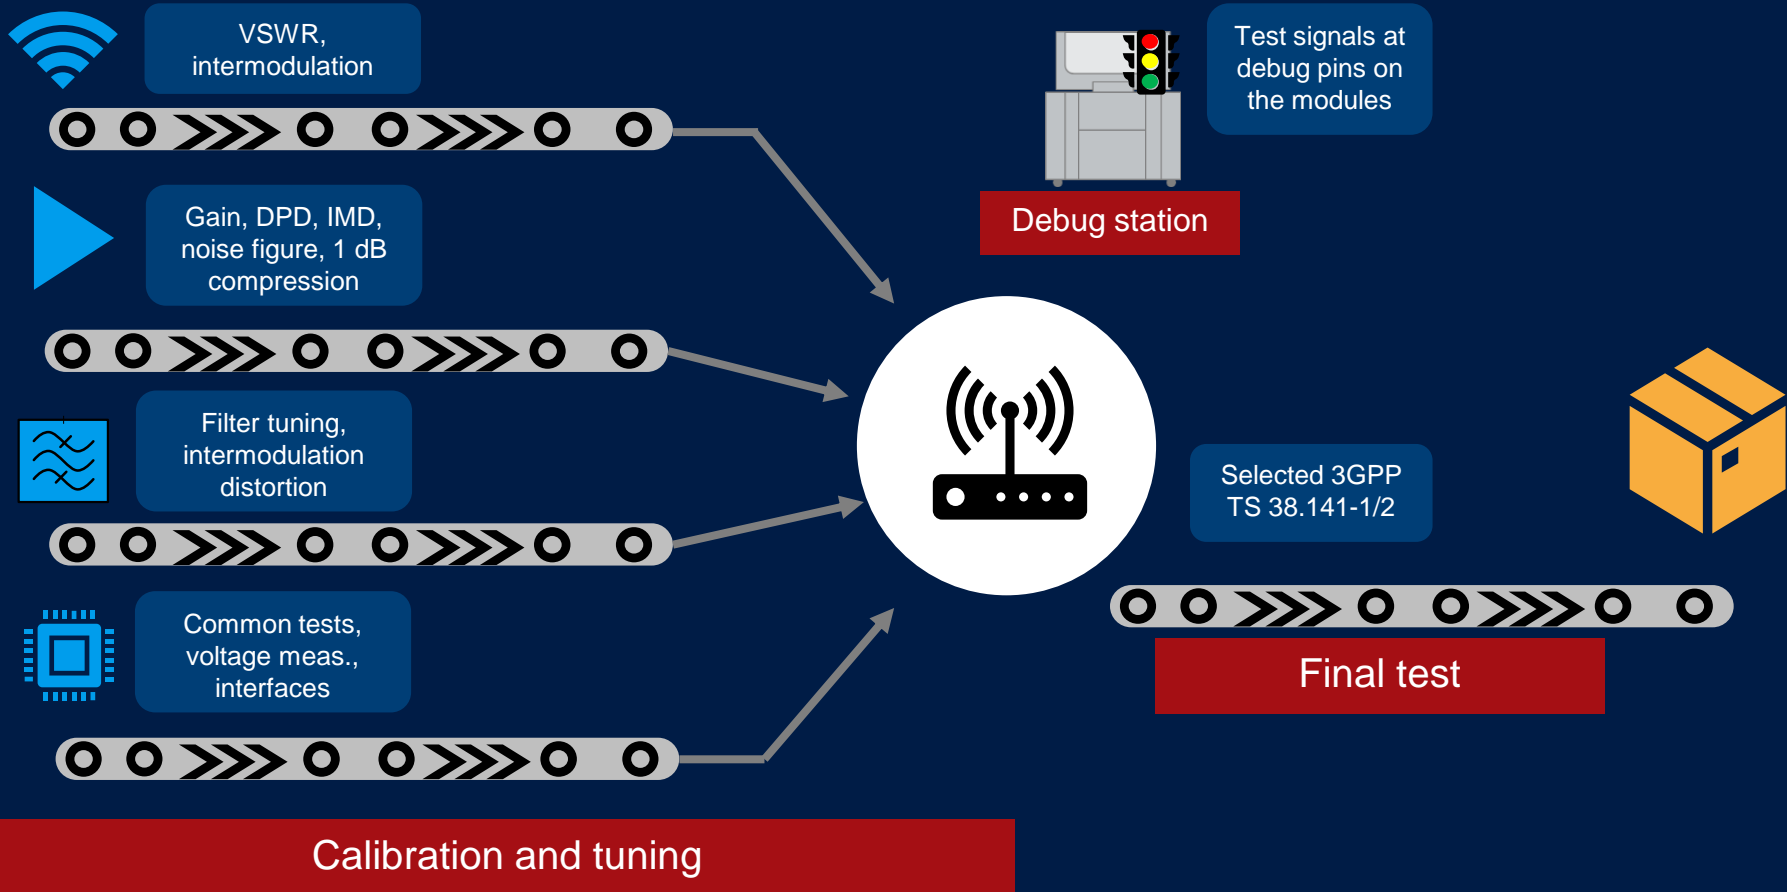 VSWR,
intermodulation
Gain, DPD, IMD,
noise figure, 1 dB
compression
Filter tuning,
intermodulation
distortion
Common tests,
voltage meas.,
interfaces
Calibration and tuning
Test signals at
debug pins on
the modules
Debug station
Selected 3GPP
TS 38.141-1/2
Final test